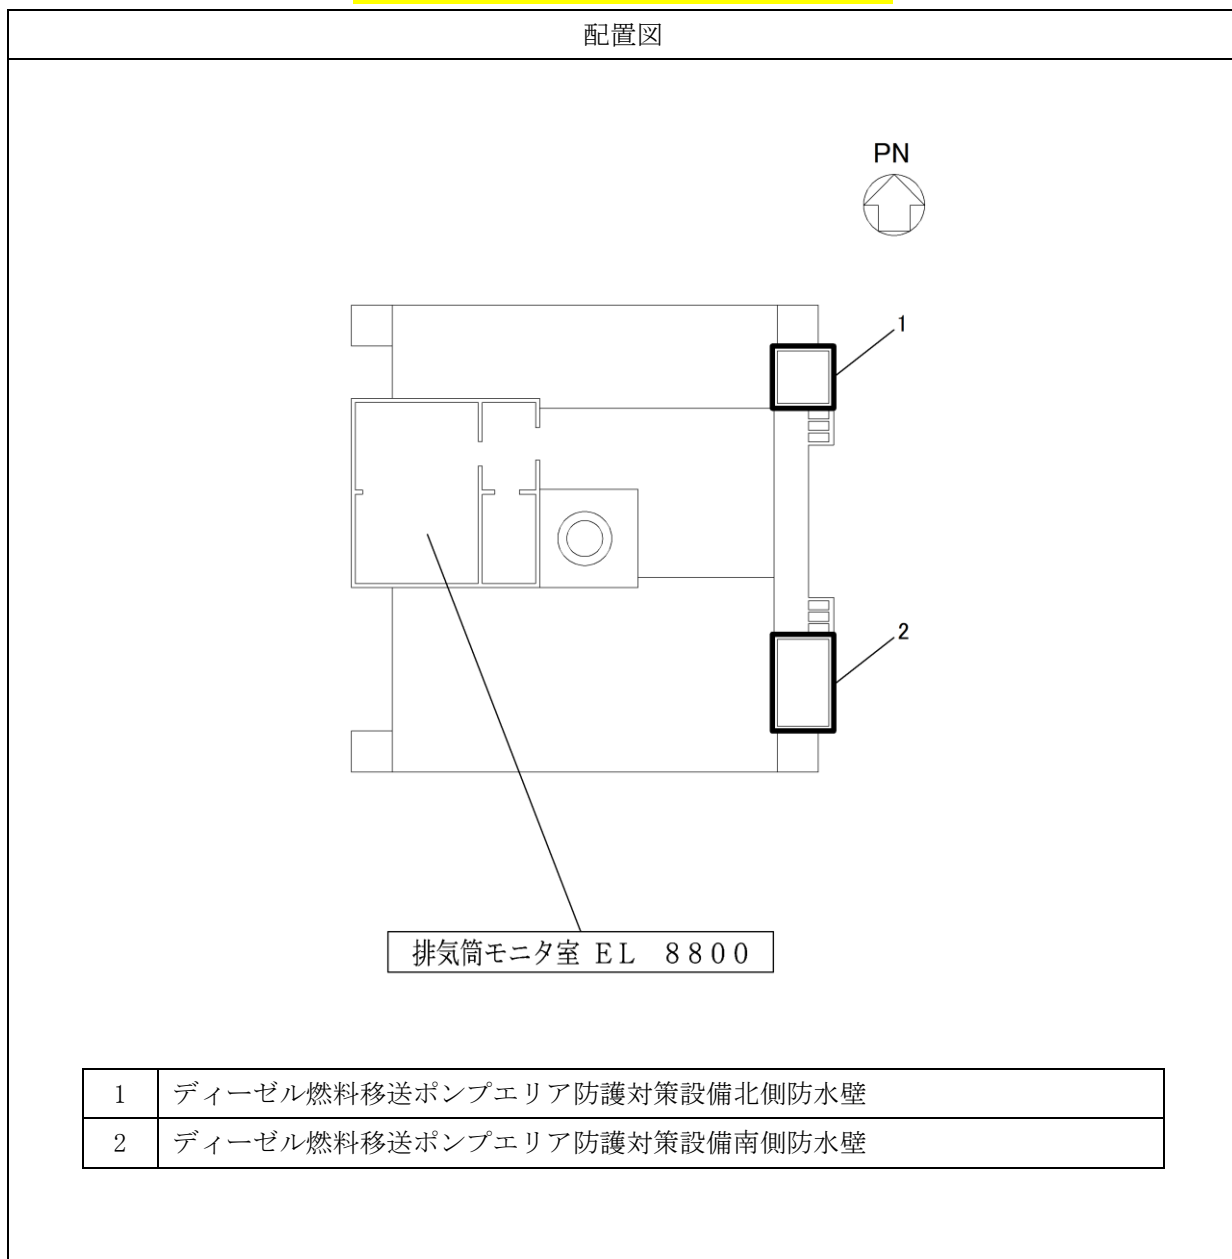 配置図
PN
1
2
排気筒モニタ室 EL 8800
1 ディーゼル燃料移送ポンプエリア防護対策設備北側防水壁
2 ディーゼル燃料移送ポンプエリア防護対策設備南側防水壁